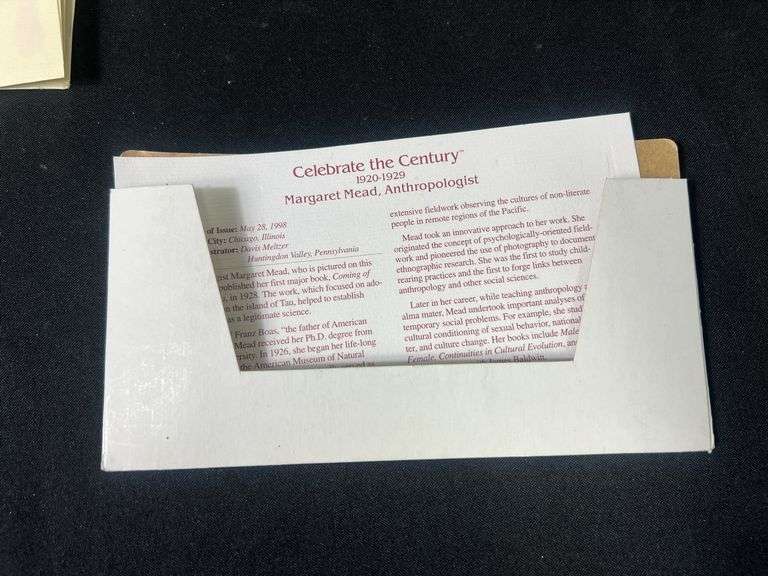 Celebrate the Century™
1920-1929
Margaret Mead, Anthropologist
of Issue: May 28, 1998
City: Chicago, Illinois
strator: Davis Meltzer
Huntingdon Valley, Pennsylvania
ist Margaret Mead, who is pictured on this
published her first major book, Coming of
, in 1928. The work, which focused on ado-
n the island of Tau, helped to establish
as a legitimate science.
Franz Boas, "the father of American
Mead received her Ph.D. degree from
rsity. In 1926, she began her life-long
the American Museum of Natural
extensive fieldwork observing the cultures of non-literate
people in remote regions of the Pacific.
Mead took an innovative approach to her work. She
originated the concept of psychologically-oriented field-
work and pioneered the use of photography to document
ethnographic research. She was the first to study child-
rearing practices and the first to forge links between
anthropology and other social sciences.
Later in her career, while teaching anthropology
alma mater, Mead undertook important analyses of
temporary social problems. For example, she stud
cultural conditioning of sexual behavior, national
ter, and culture change. Her books include Male
Female, Continuities in Cultural Evolution, an
James Baldwin